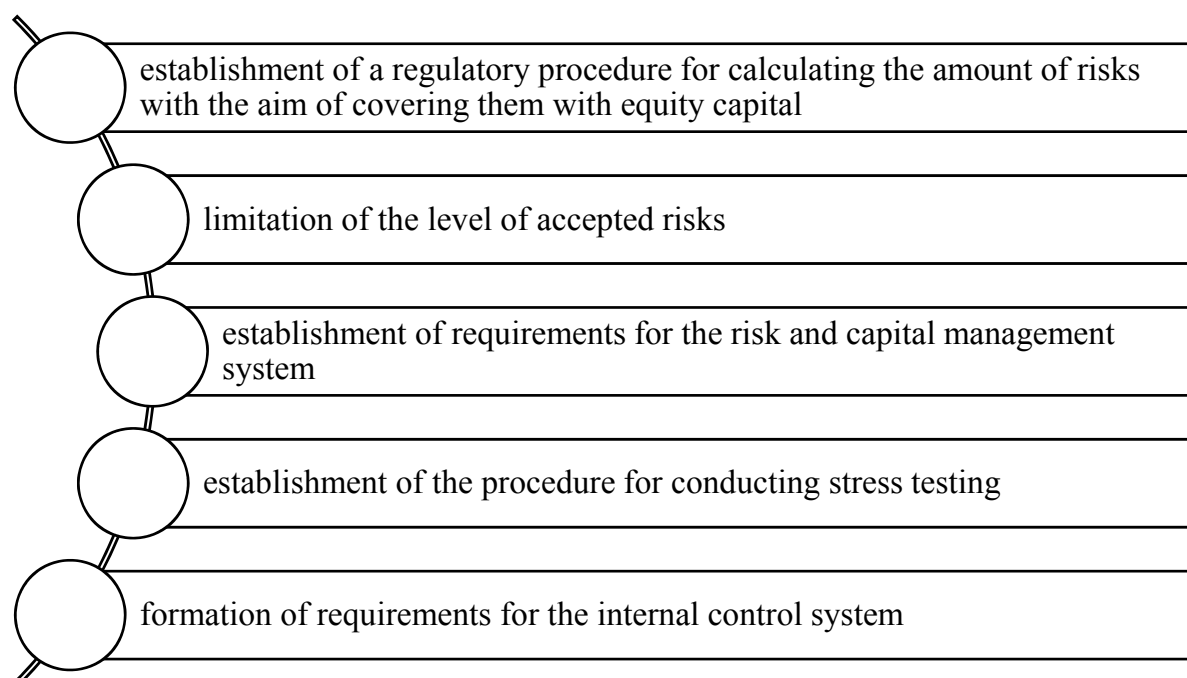 establishment of a regulatory procedure for calculating the amount of risks
with the aim of covering them with equity capital
limitation of the level of accepted risks
establishment of requirements for the risk and capital management
system
establishment of the procedure for conducting stress testing
formation of requirements for the internal control system